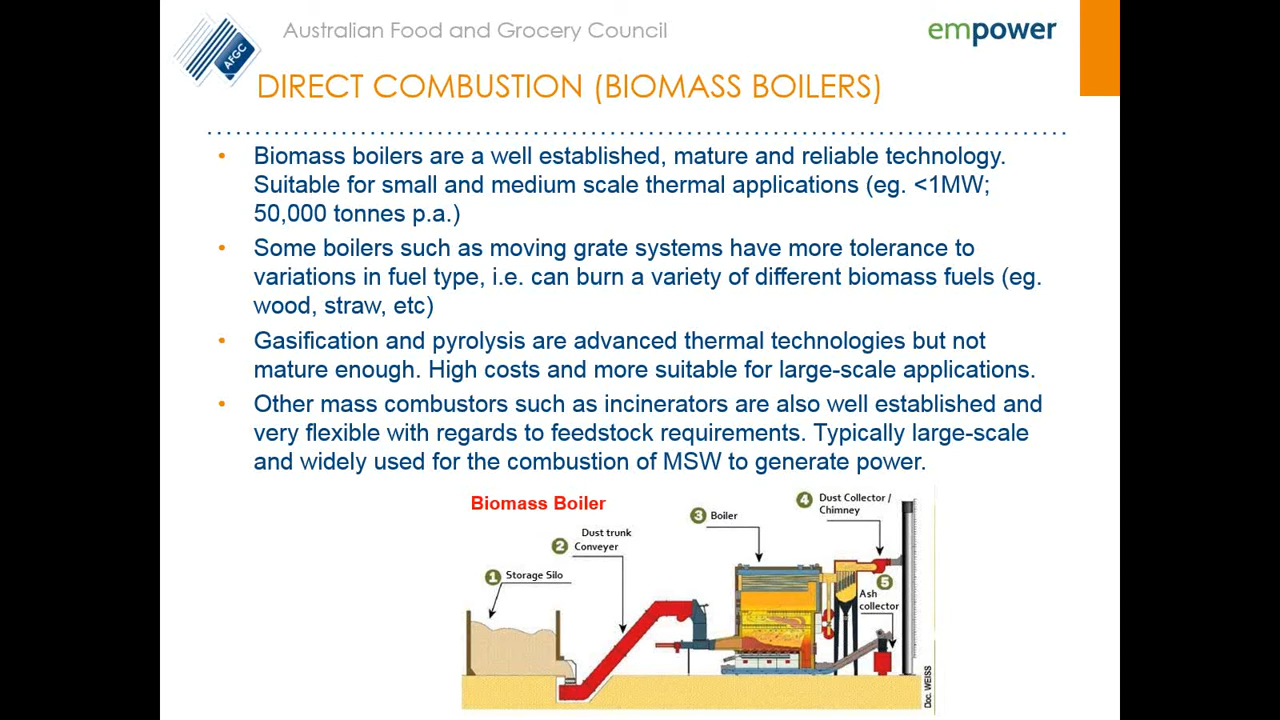 Australian Food and Grocery Council
empower
AFGC
DIRECT COMBUSTION (BIOMASS BOILERS)
• Biomass boilers are a well established, mature and reliable technology.
Suitable for small and medium scale thermal applications (eg. <1MW;
50,000 tonnes p.a.)
• Some boilers such as moving grate systems have more tolerance to
variations in fuel type, i.e. can burn a variety of different biomass fuels (eg.
wood, straw, etc)
• Gasification and pyrolysis are advanced thermal technologies but not
mature enough. High costs and more suitable for large-scale applications.
• Other mass combustors such as incinerators are also well established and
very flexible with regards to feedstock requirements. Typically large-scale
and widely used for the combustion of MSW to generate power.
Biomass Boiler
1 Storage Silo
Dust trunk
2 Conveyer
3 Boiler
4 Dust Collector /
Chimney
5
Ash
collector
Doc. WEISS